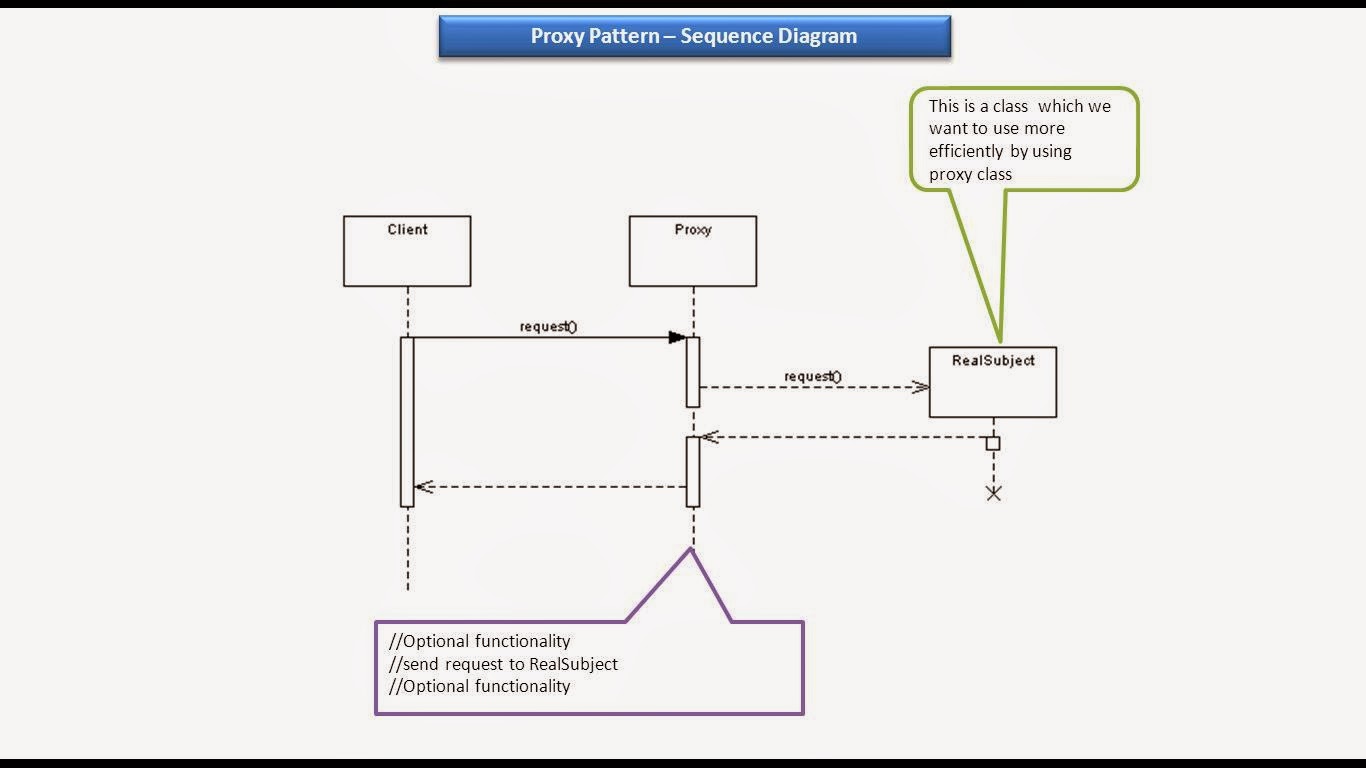 Proxy Pattern – Sequence Diagram
This is a class which we
want to use more
efficiently by using
proxy class
Client
Proxy
request()
RealSubject
request()
//Optional functionality
//send request to RealSubject
//Optional functionality